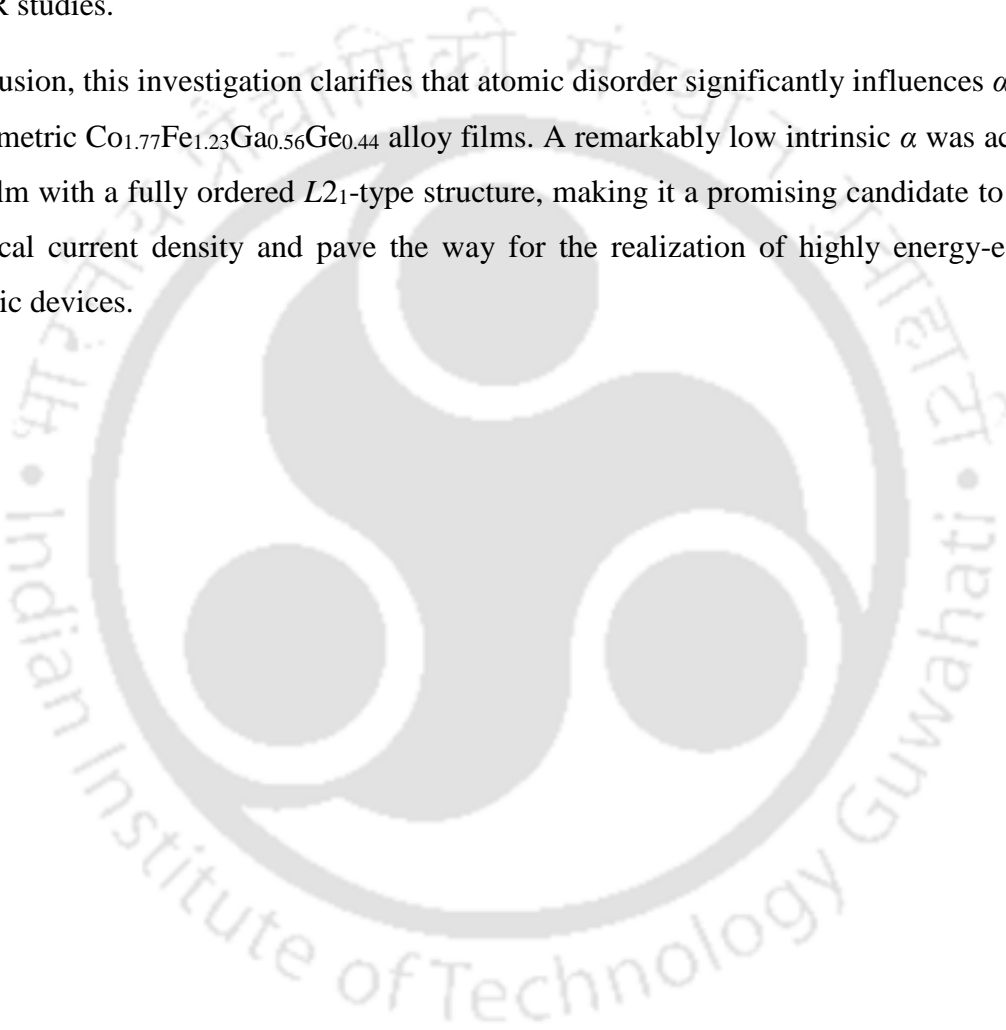 R studies.
usion, this investigation clarifies that atomic disorder significantly influences α
metric Co₁.₇₇Fe₁.₂₃Ga₀.₅₆Ge₀.₄₄ alloy films. A remarkably low intrinsic α was ac
lm with a fully ordered L2₁-type structure, making it a promising candidate to
cal current density and pave the way for the realization of highly energy-e
ic devices.
Indian Institute of Technology Guwahati